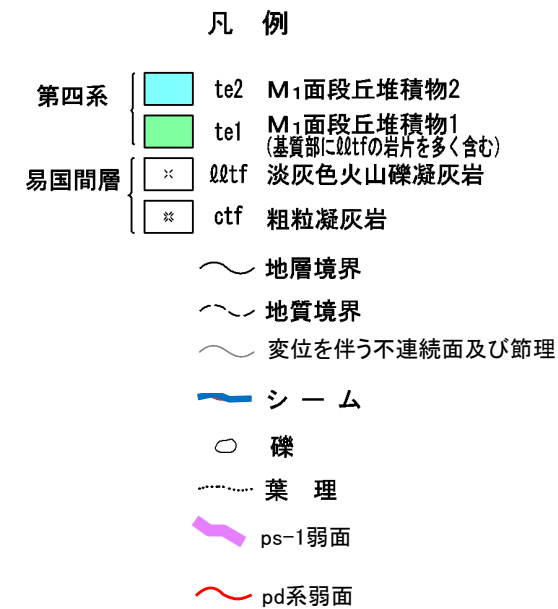 凡 例
第四系
te2 M₁面段丘堆積物2
te1 M₁面段丘堆積物1
(基質部にℓℓtfの岩片を多く含む)
易国間層
ℓℓtf 淡灰色火山礫凝灰岩
ctf 粗粒凝灰岩
地層境界
地質境界
変位を伴う不連続面及び節理
シ ー ム
礫
葉 理
ps-1弱面
pd系弱面